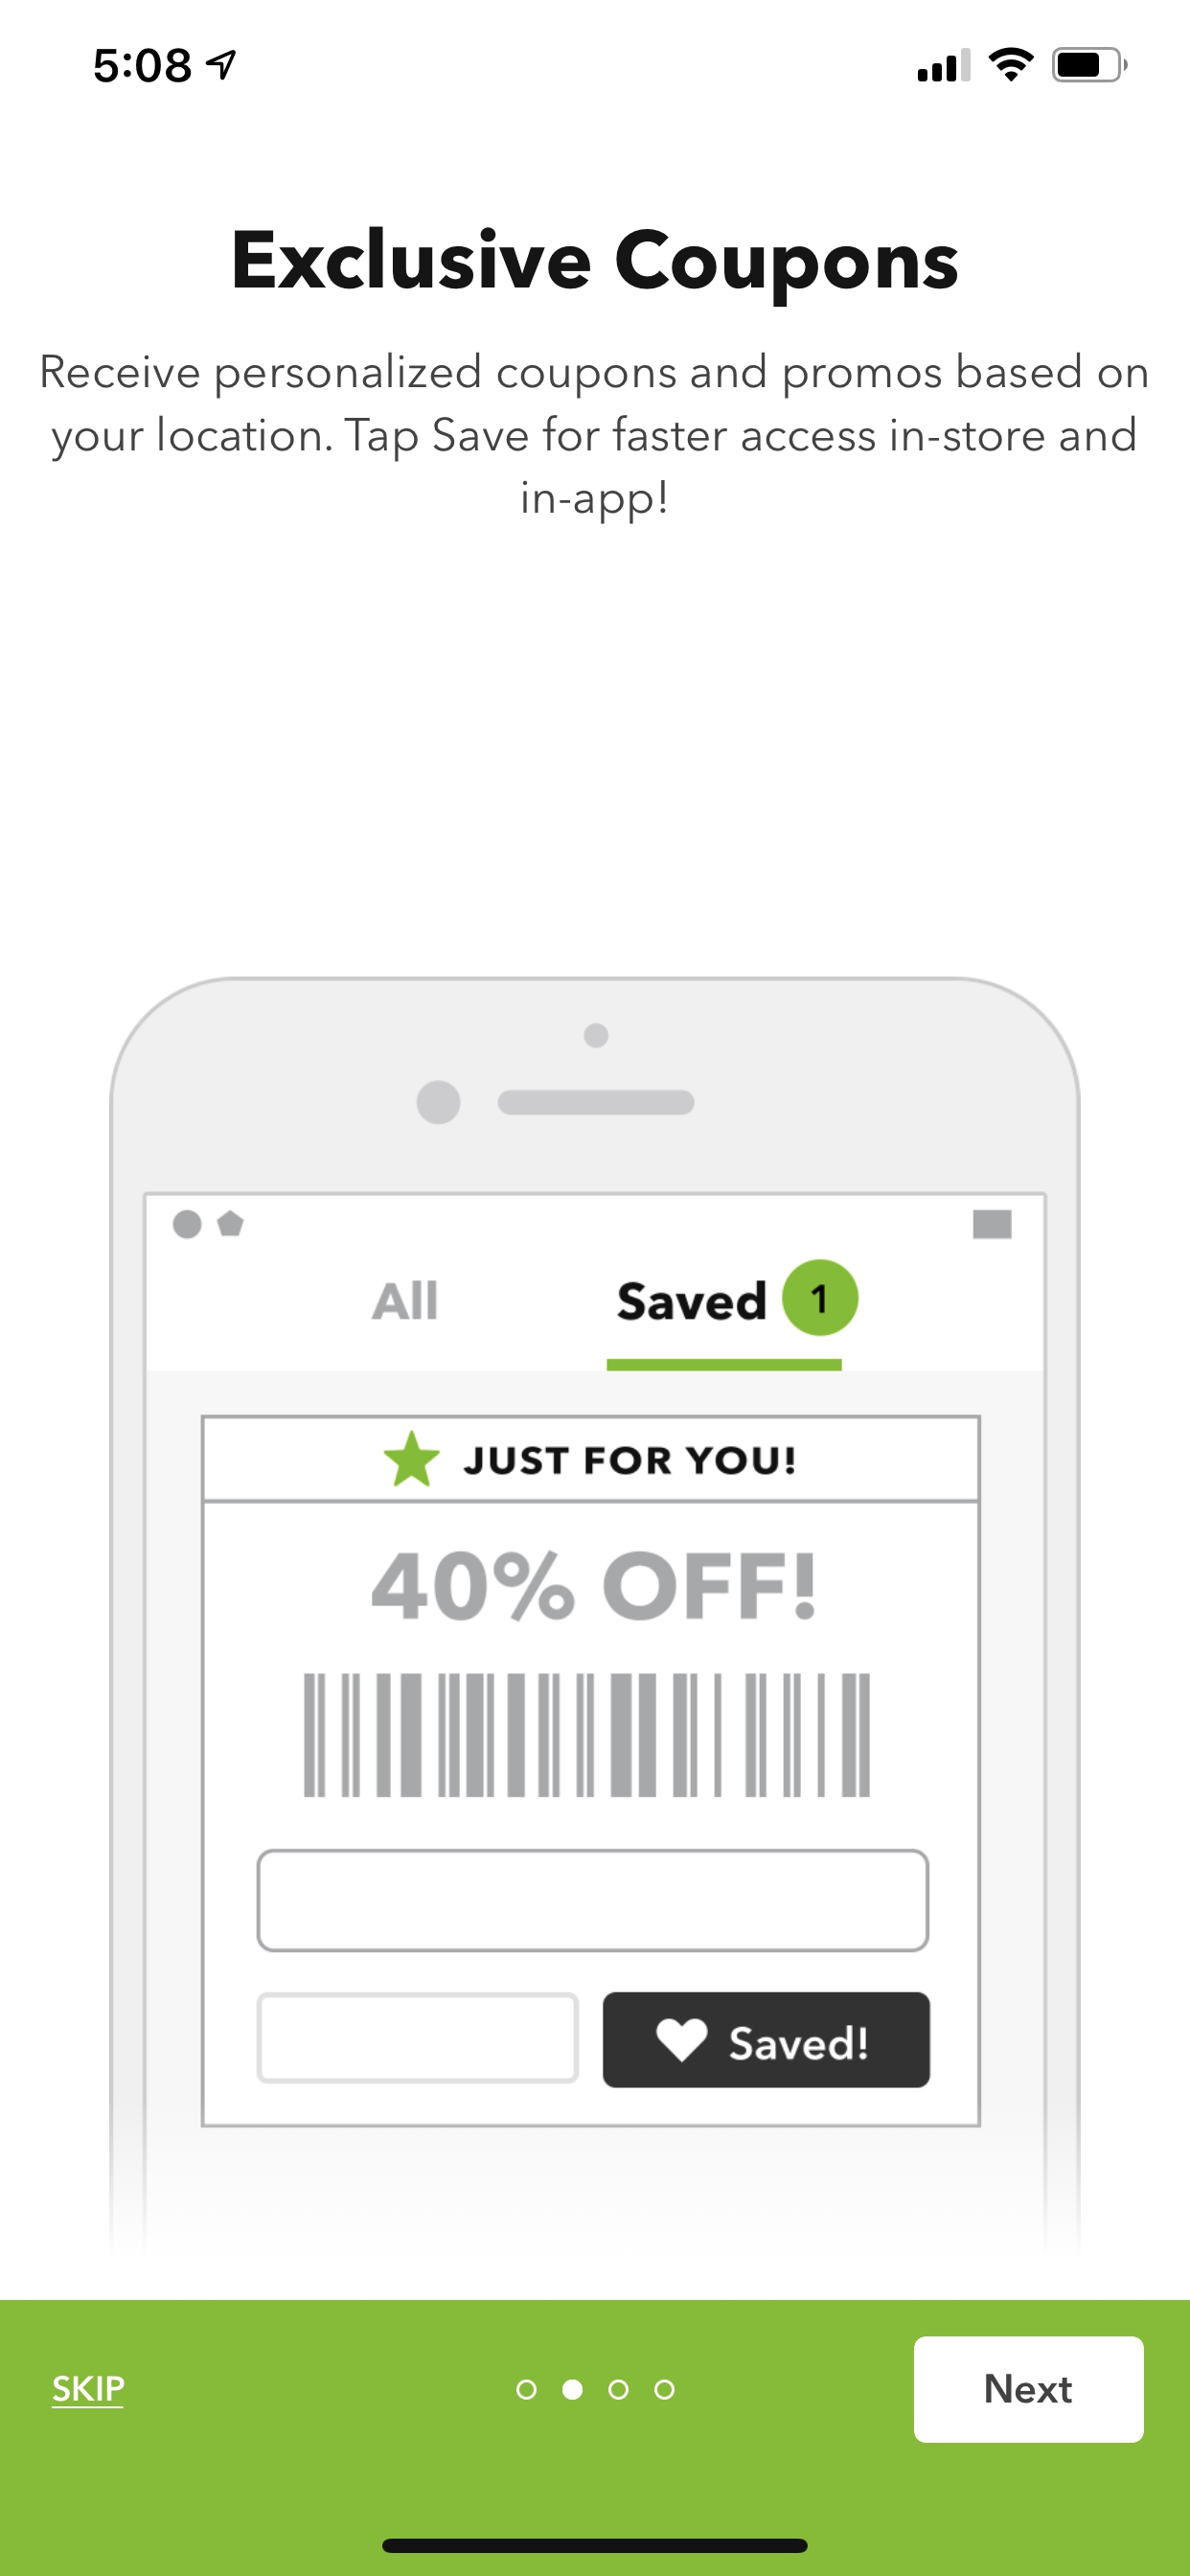 5:08
Exclusive Coupons
Receive personalized coupons and promos based on
your location. Tap Save for faster access in-store and
in-app!
All
Saved
1
JUST FOR YOU!
40% OFF!
Saved!
SKIP
Next